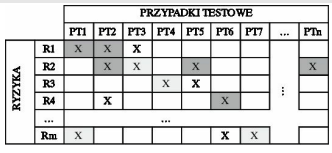 PRZYPADKI TESTOWE
PT1 PT2 PT3 PT4 PT5 PT6 PT7 ... PTn
RYZYKA
R1 X X X
R2 X X X X
R3 X X
R4 X X
... ...
Rm X X X
⋮